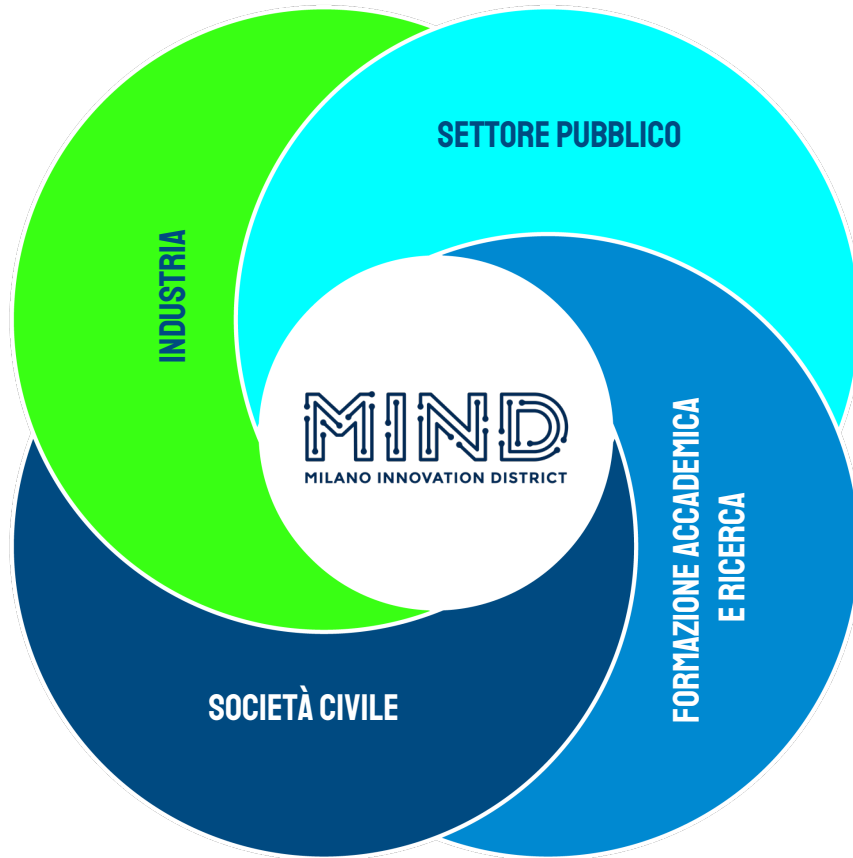 SETTORE PUBBLICO
INDUSTRIA
MIND
MILANO INNOVATION DISTRICT
FORMAZIONE ACCADEMICA
E RICERCA
SOCIETÀ CIVILE